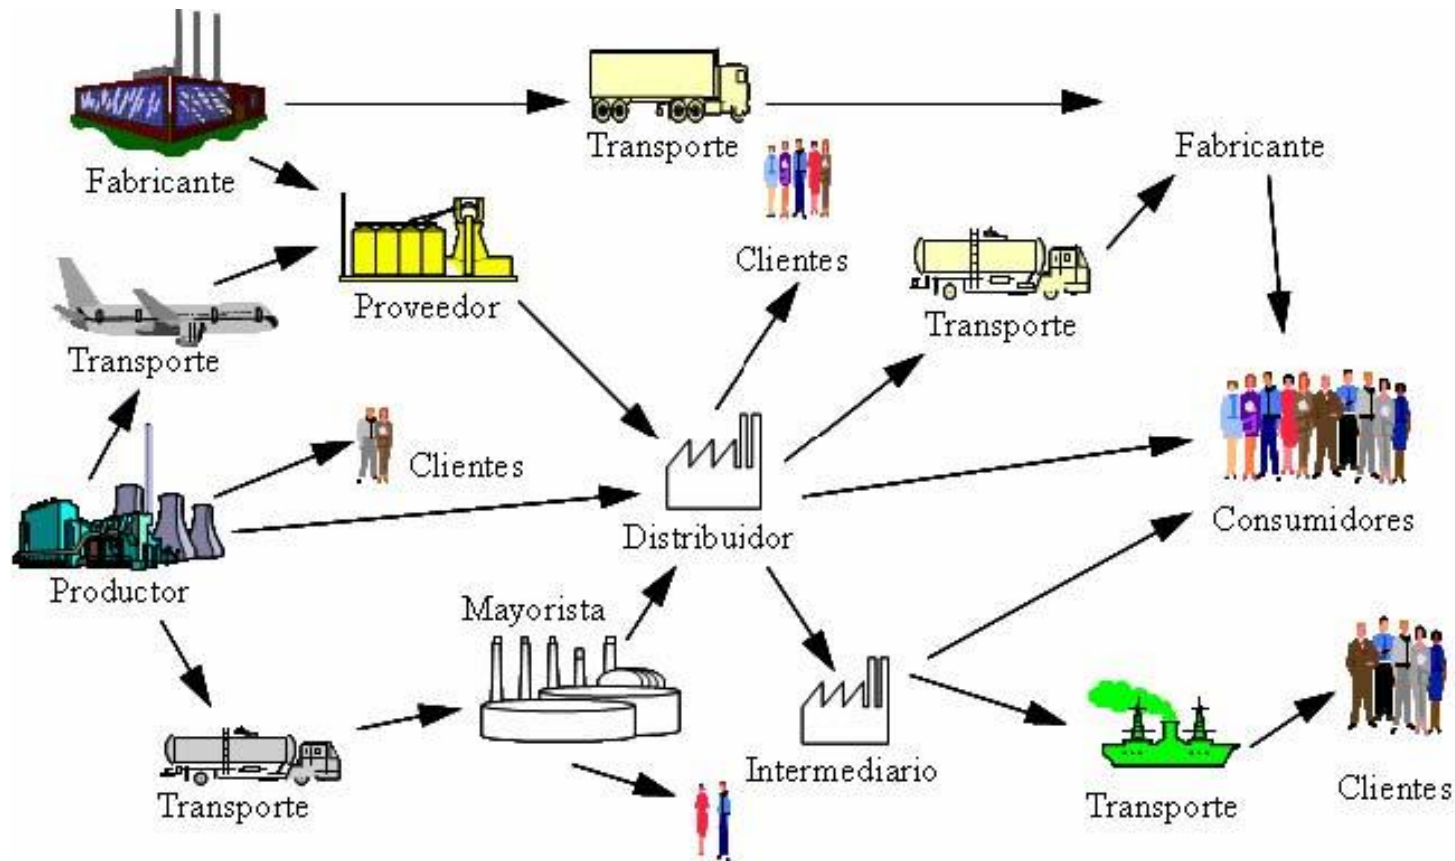 Transporte
Fabricante
Fabricante
Clientes
Proveedor
Transporte
Transporte
Clientes
Consumidores
Distribuidor
Productor
Mayorista
Intermediario
Transporte
Transporte
Clientes